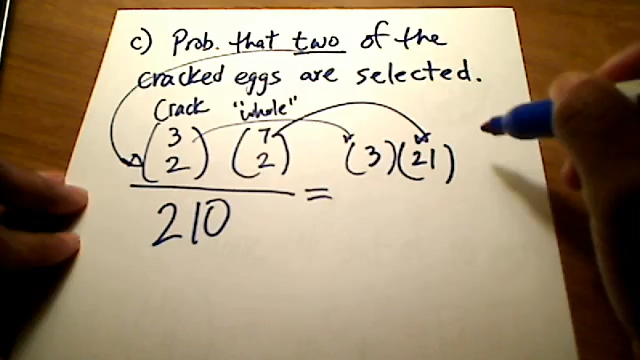 c) Prob. that two of the
cracked eggs are selected.
Crack "whole"
(3 2) (7 2) (3)(21)
=
210